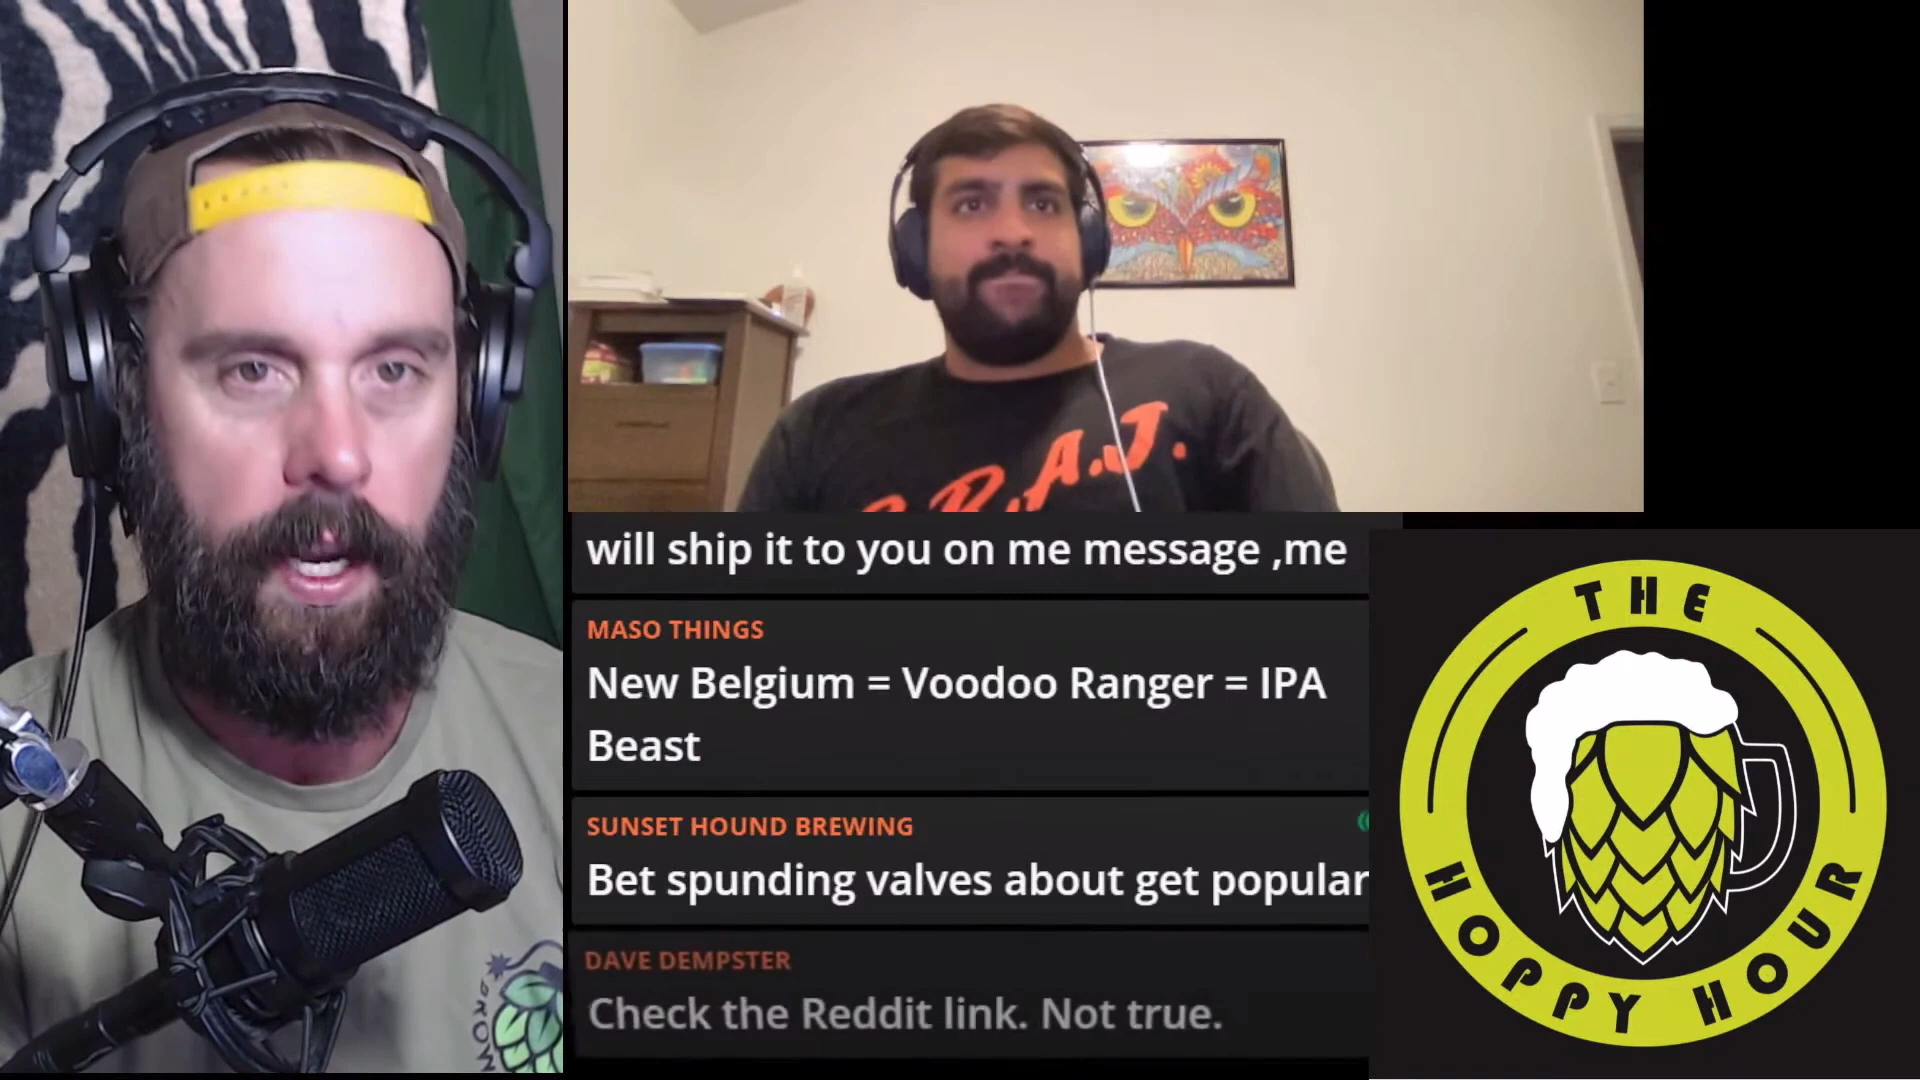 .R.A.J.
will ship it to you on me message ,me
MASO THINGS
New Belgium = Voodoo Ranger = IPA
Beast
SUNSET HOUND BREWING
Bet spunding valves about get popular
DAVE DEMPSTER
Check the Reddit link. Not true.
THE
HOPPY HOUR
BROW